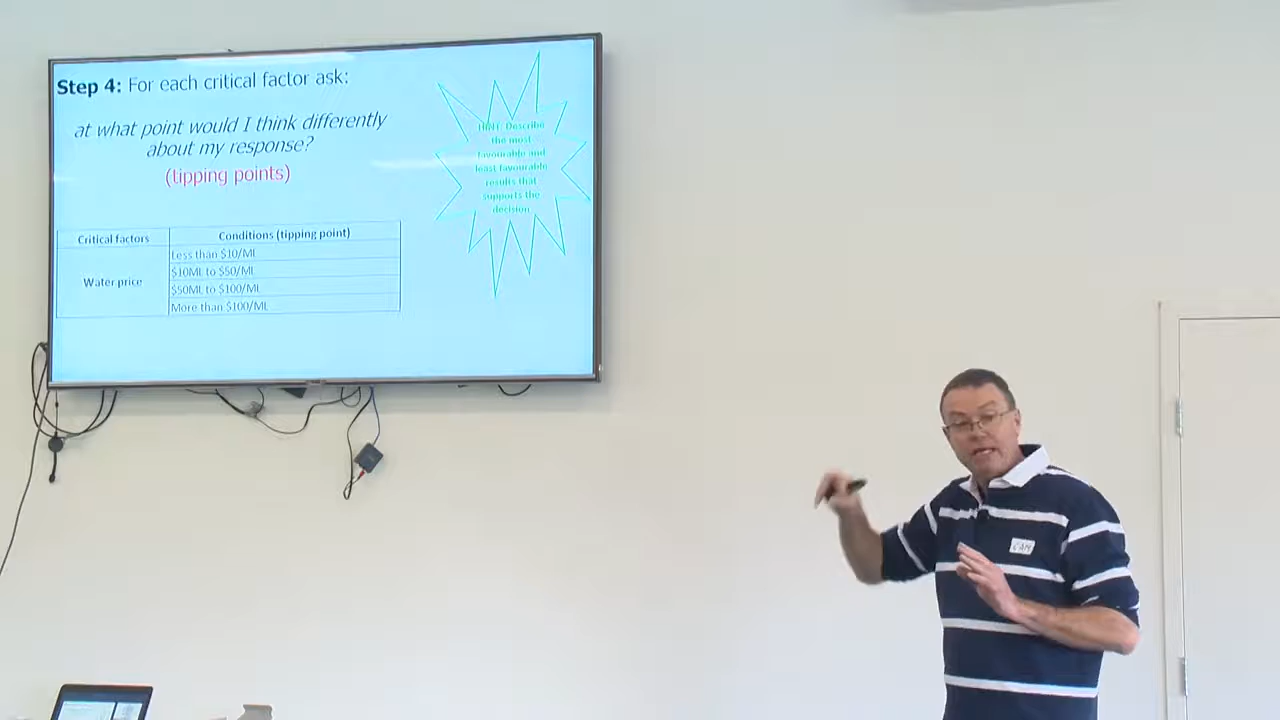 Step 4: For each critical factor ask:
at what point would I think differently
about my response?
(tipping points)
HINT: Describe
the most
favourable and
least favourable
results that
supports the
decision
Critical factors
Conditions (tipping point)
Water price
Less than $10/ML
$10ML to $50/ML
$50ML to $100/ML
More than $100/ML
CAM